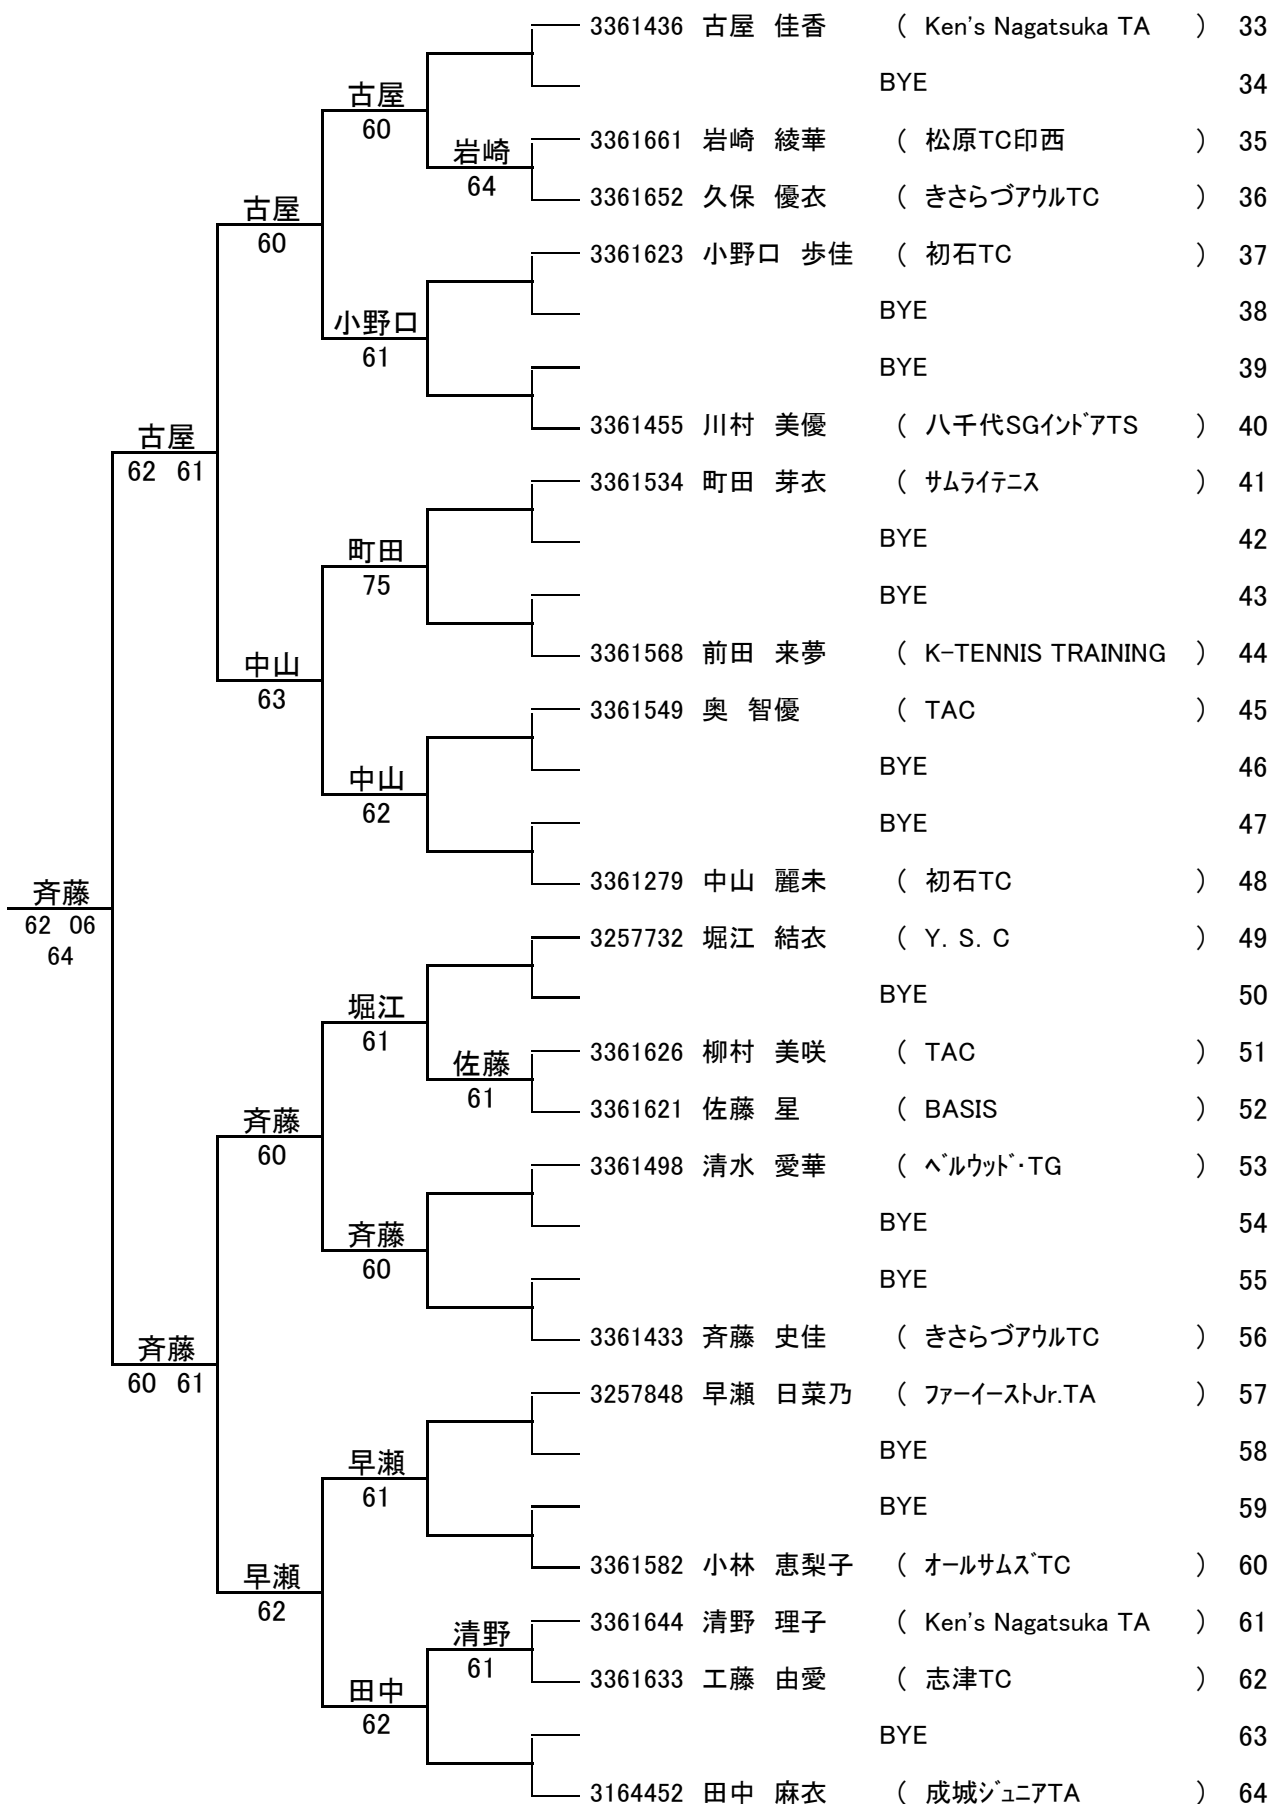 3361436 古屋 佳香 ( Ken's Nagatsuka TA ) 33
BYE 34
古屋
60
3361661 岩崎 綾華 ( 松原TC印西 ) 35
岩崎
64
3361652 久保 優衣 ( きさらづアウルTC ) 36
古屋
60
3361623 小野口 歩佳 ( 初石TC ) 37
BYE 38
小野口
61
BYE 39
3361455 川村 美優 ( 八千代SGインドアTS ) 40
古屋
62 61
3361534 町田 芽衣 ( サムライテニス ) 41
BYE 42
町田
75
BYE 43
3361568 前田 来夢 ( K-TENNIS TRAINING ) 44
中山
63
3361549 奥 智優 ( TAC ) 45
BYE 46
中山
62
BYE 47
3361279 中山 麗未 ( 初石TC ) 48
斉藤
62 06
64
3257732 堀江 結衣 ( Y. S. C ) 49
BYE 50
堀江
61
3361626 柳村 美咲 ( TAC ) 51
佐藤
61
3361621 佐藤 星 ( BASIS ) 52
斉藤
60
3361498 清水 愛華 ( ベルウッド・TG ) 53
BYE 54
斉藤
60
BYE 55
3361433 斉藤 史佳 ( きさらづアウルTC ) 56
斉藤
60 61
3257848 早瀬 日菜乃 ( ファーイーストJr.TA ) 57
BYE 58
早瀬
61
BYE 59
3361582 小林 恵梨子 ( オールサムズTC ) 60
早瀬
62
3361644 清野 理子 ( Ken's Nagatsuka TA ) 61
清野
61
3361633 工藤 由愛 ( 志津TC ) 62
田中
62
BYE 63
3164452 田中 麻衣 ( 成城ジュニアTA ) 64